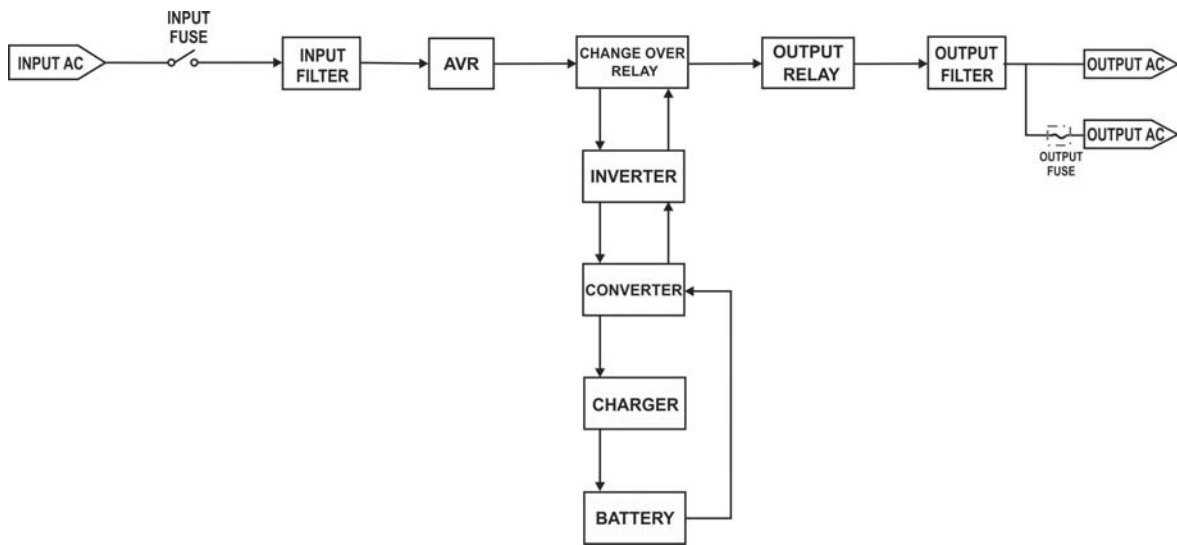 INPUT
FUSE
INPUT AC
INPUT
FILTER
AVR
CHANGE OVER
RELAY
OUTPUT
RELAY
OUTPUT
FILTER
OUTPUT AC
OUTPUT AC
OUTPUT
FUSE
INVERTER
CONVERTER
CHARGER
BATTERY